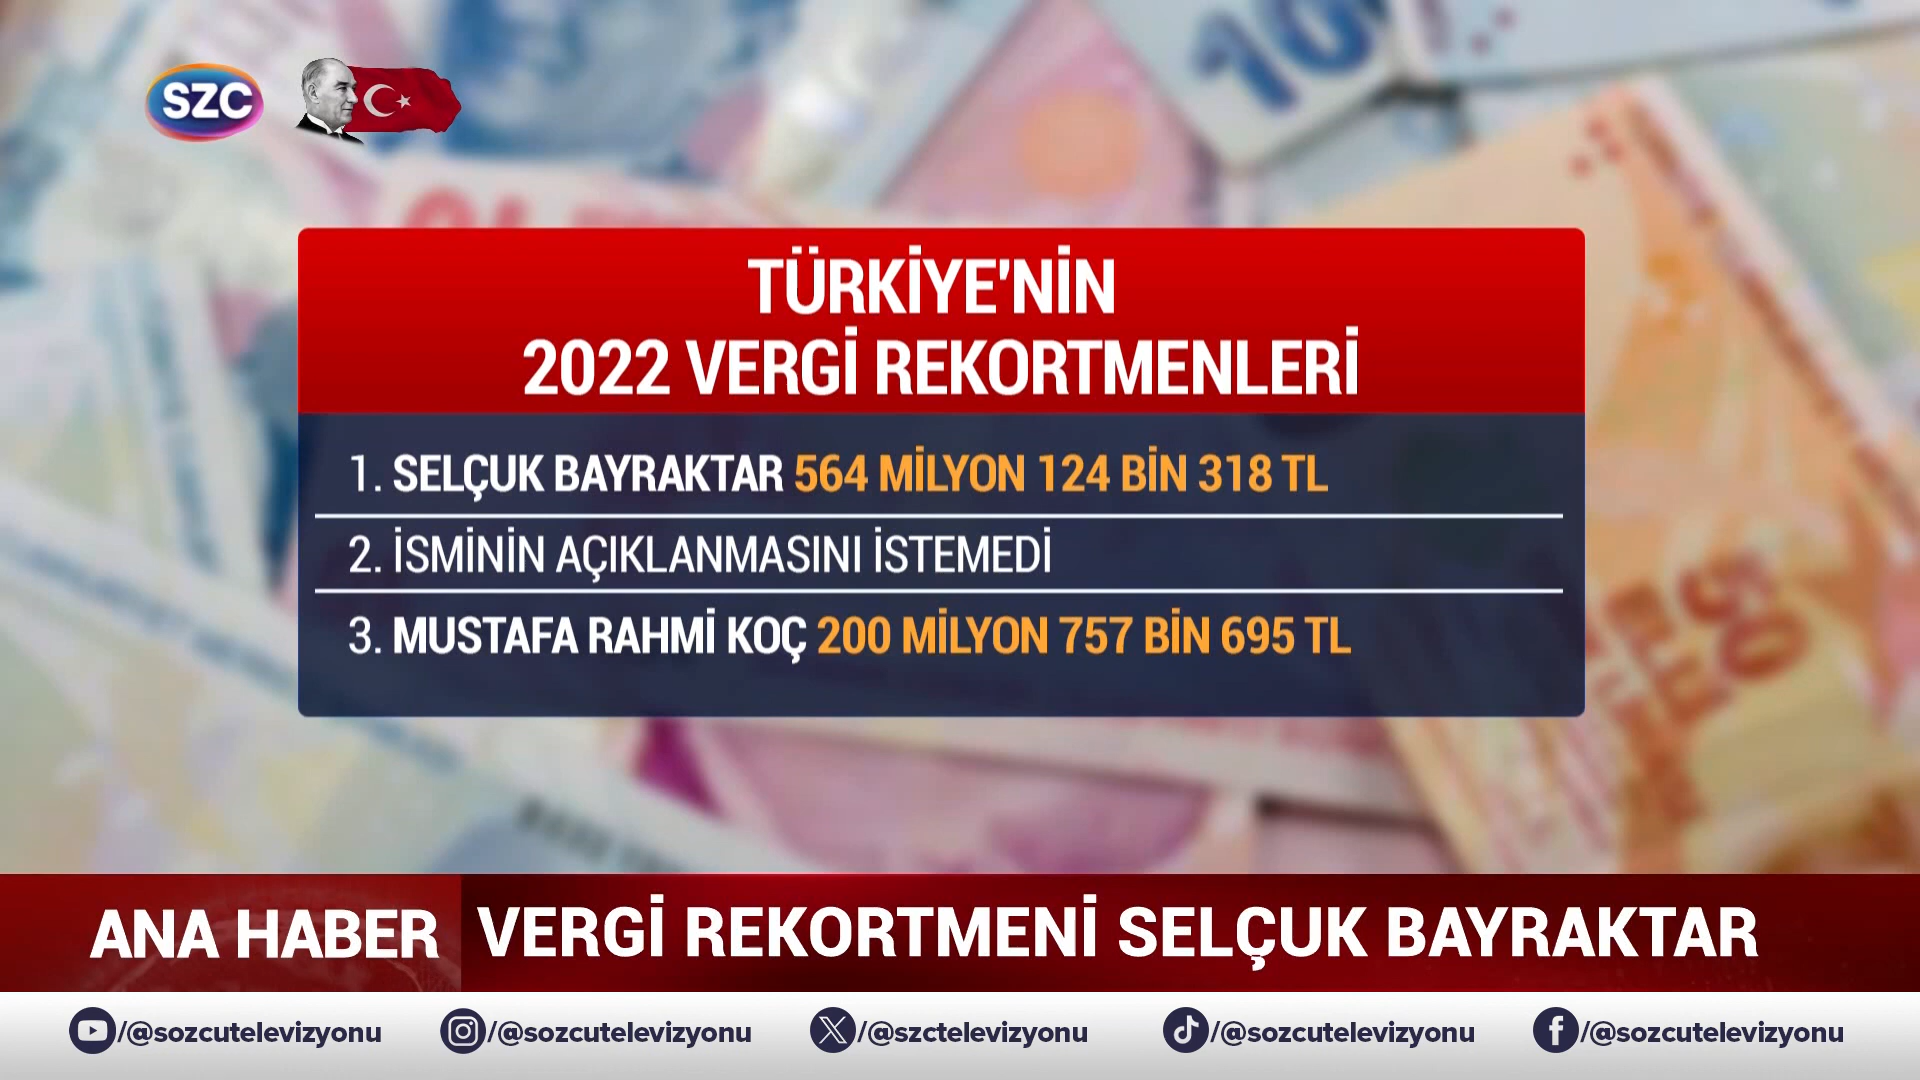 SZC
TÜRKİYE'NİN
2022 VERGİ REKORTMENLERİ
1. SELÇUK BAYRAKTAR 564 MİLYON 124 BİN 318 TL
2. İSMİNİN AÇIKLANMASINI İSTEMEDİ
3. MUSTAFA RAHMİ KOÇ 200 MİLYON 757 BİN 695 TL
ANA HABER VERGİ REKORTMENİ SELÇUK BAYRAKTAR
/@sozcutelevizyonu /@sozcutelevizyonu /@szctelevizyonu /@sozcutelevizyonu /@sozcutelevizyonu